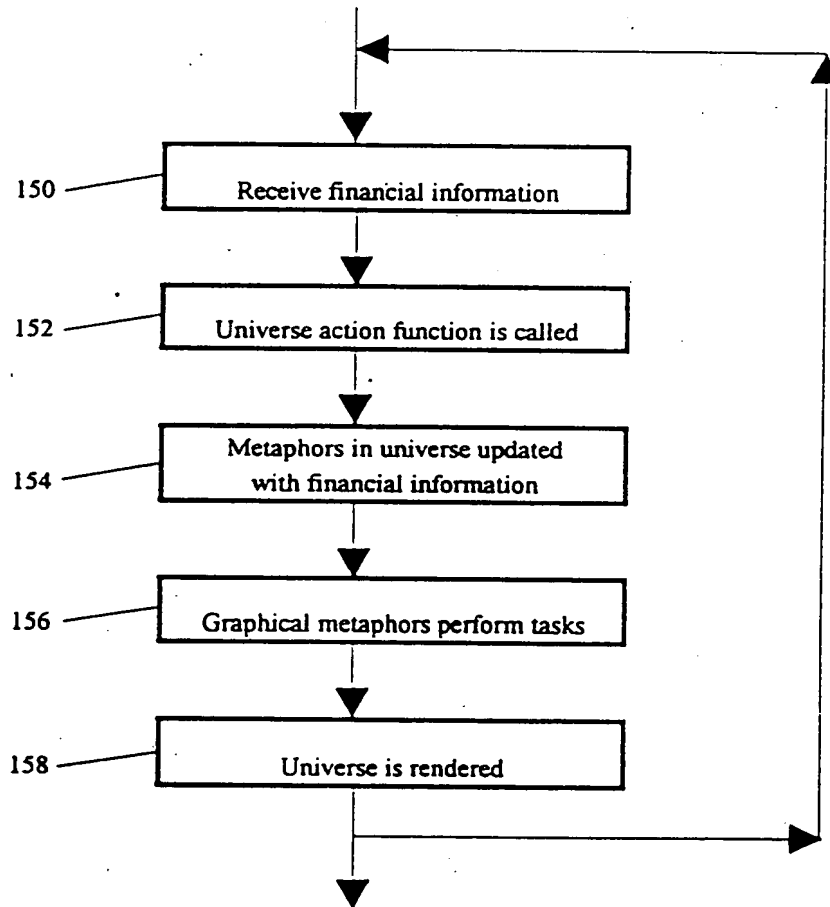 150
Receive financial information
152
Universe action function is called
154
Metaphors in universe updated
with financial information
156
Graphical metaphors perform tasks
158
Universe is rendered